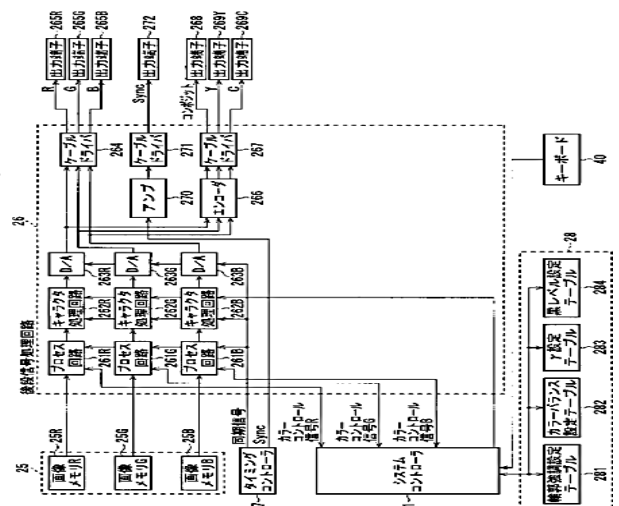 26
後段信号処理回路
25
画像
メモリR
25R
画像
メモリG
25G
画像
メモリB
25B
プロセス
回路
261R
プロセス
回路
261G
プロセス
回路
261B
キャラクタ
処理回路
262R
キャラクタ
処理回路
262G
キャラクタ
処理回路
262B
D/A
263R
D/A
263G
D/A
263B
ケーブル
ドライバ
264
アンプ
270
ケーブル
ドライバ
271
エンコーダ
266
ケーブル
ドライバ
267
R
出力端子
265R
G
出力端子
265G
B
出力端子
265B
Sync
出力端子
272
コンポジット
出力端子
268
Y
出力端子
269Y
C
出力端子
269C
タイミング
コントローラ
7
同期信号
Sync
カラー
コントロール
信号R
カラー
コントロール
信号G
カラー
コントロール
信号B
システム
コントローラ
1
キーボード
40
28
輪郭強調設定
テーブル
281
カラーバランス
設定テーブル
282
γ設定
テーブル
283
黒レベル設定
テーブル
284